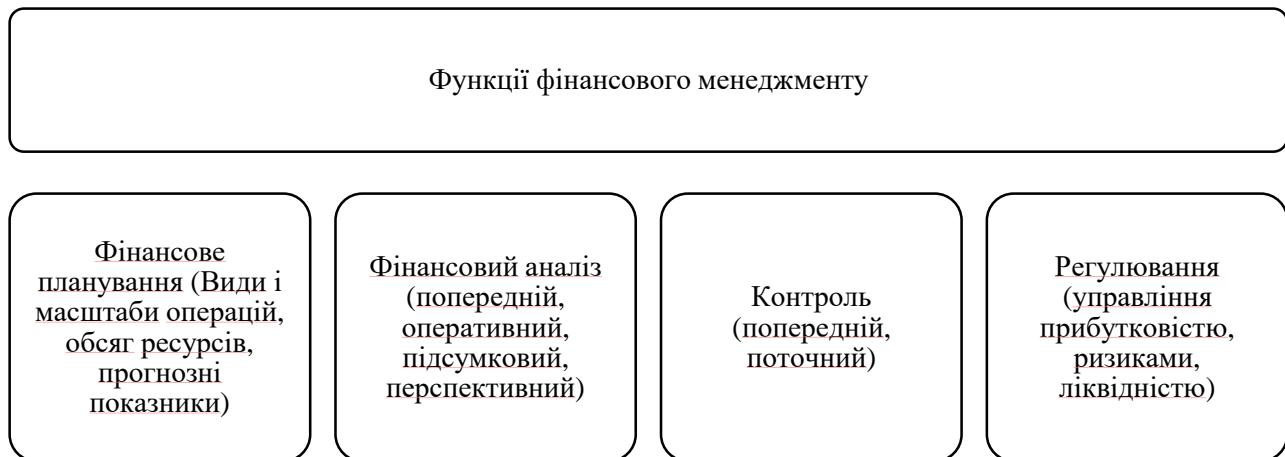 Функції фінансового менеджменту
Фінансове
планування (Види і
масштаби операцій,
обсяг ресурсів,
прогнозні
показники)
Фінансовий аналіз
(попередній,
оперативний,
підсумковий,
перспективний)
Контроль
(попередній,
поточний)
Регулювання
(управління
прибутковістю,
ризиками,
ліквідністю)